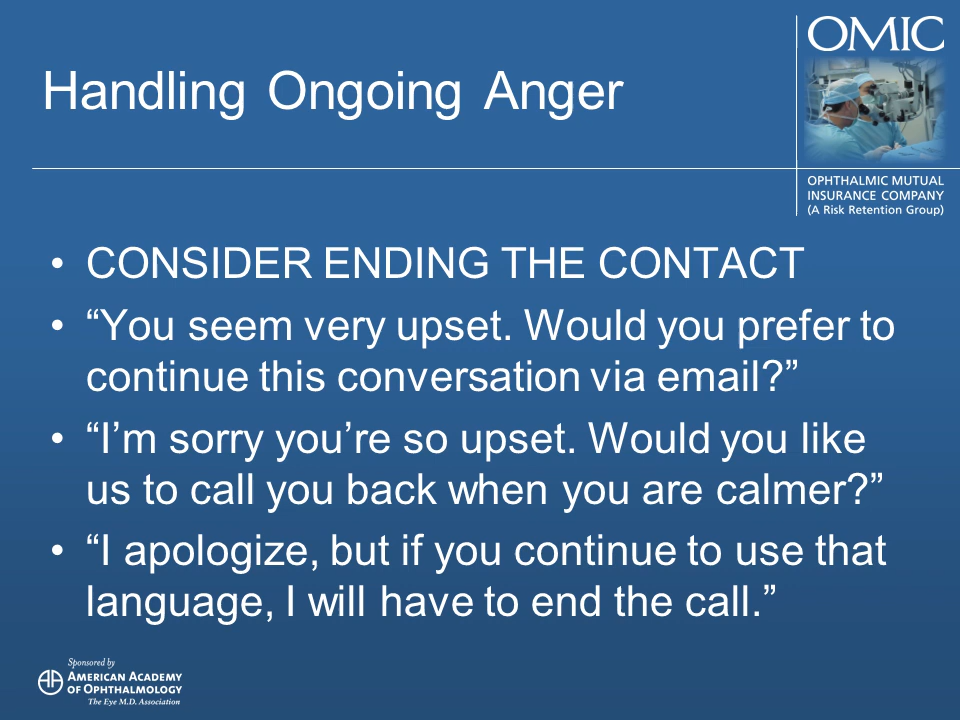 OMIC
Handling Ongoing Anger
OPHTHALMIC MUTUAL
INSURANCE COMPANY
(A Risk Retention Group)
• CONSIDER ENDING THE CONTACT
• “You seem very upset. Would you prefer to
continue this conversation via email?”
• “I’m sorry you’re so upset. Would you like
us to call you back when you are calmer?”
• “I apologize, but if you continue to use that
language, I will have to end the call.”
Sponsored by
AMERICAN ACADEMY
OF OPHTHALMOLOGY
The Eye M.D. Association